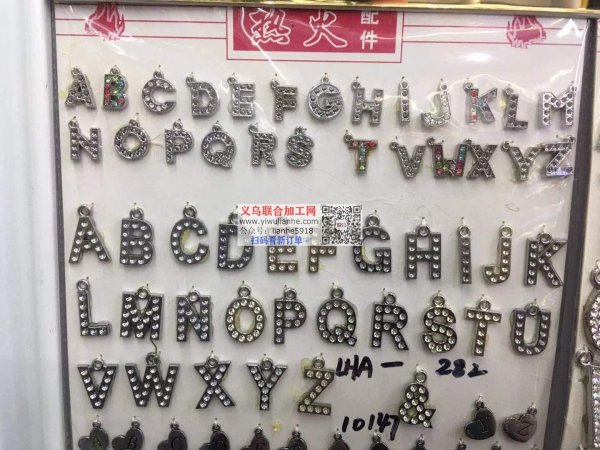 热火 配件
A B C D E F G H I J K L M
N O P Q R S T V W X Y Z
义乌联合加工网
www.yiwulianhe.com
公众号:lianhe5918
扫码看新订单
A B C D E F G H I J K
L M N O P Q R S T U
V W X Y Z LHA-282
&
10147
Y Z